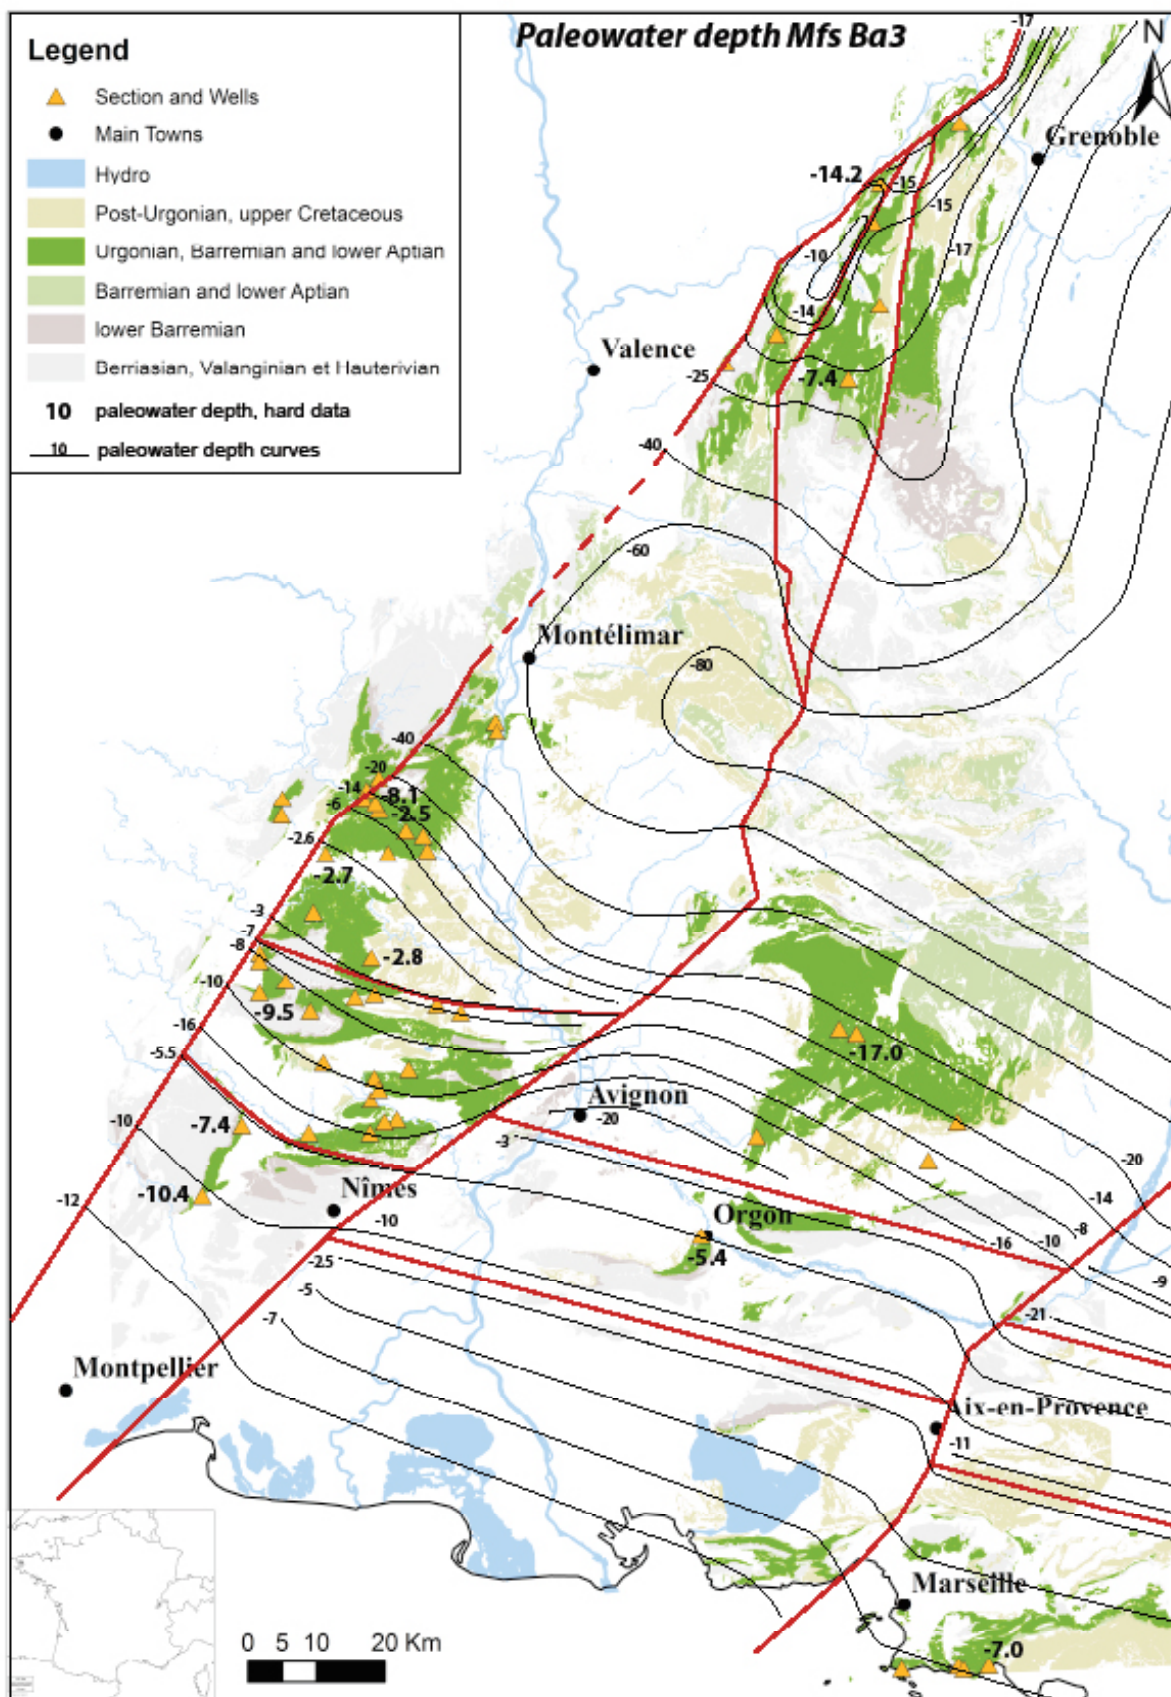 Paleowater depth Mfs Ba3
-17
N
Legend
Section and Wells
Main Towns
Hydro
Post-Urgonian, upper Cretaceous
Urgonian, Barremian and lower Aptian
Barremian and lower Aptian
lower Barremian
Berriasian, Valanginian et Hauterivian
10 paleowater depth, hard data
10 paleowater depth curves
Grenoble
-14.2
-15
-15
-17
-10
-14
Valence
-25
-7.4
-40
-60
Montélimar
-80
-40
-20
-14
-8.1
-6
-2.5
-2.6
-2.7
-3
-7
-8
-2.8
-10
-9.5
-16
-5.5
-17.0
Avignon
-20
-10
-7.4
-3
-20
-12
-10.4
Nîmes
-14
-10
Orgon
-8
-10
-16
-5.4
-25
-9
-5
-21
-7
Montpellier
Aix-en-Provence
-11
Marseille
-7.0
0 5 10 20 Km